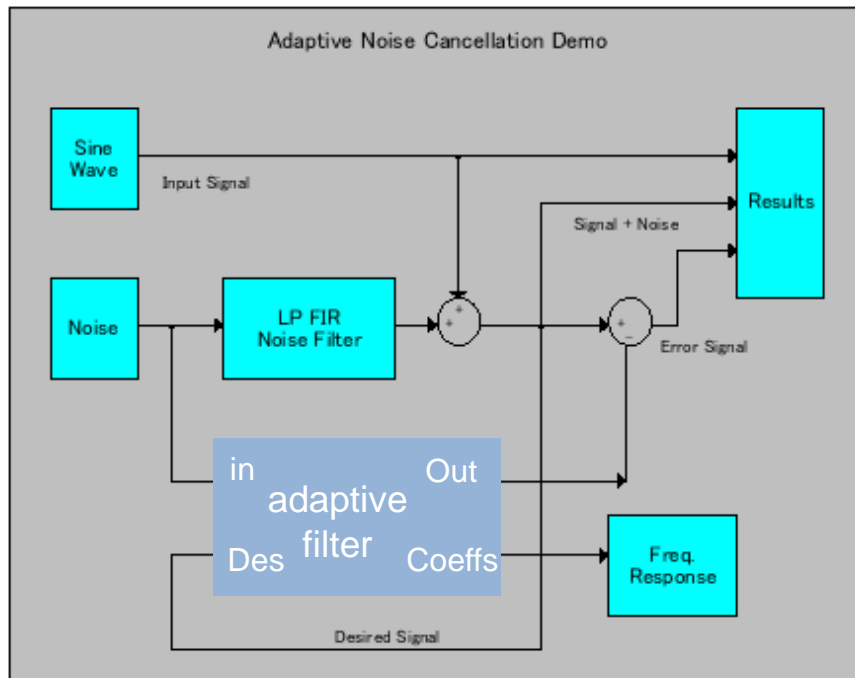 Adaptive Noise Cancellation Demo
Sine
Wave
Input Signal
Results
Signal + Noise
Noise
LP FIR
Noise Filter
+
+
+
-
Error Signal
in
Out
adaptive
filter
Des
Coeffs
Freq.
Response
Desired Signal